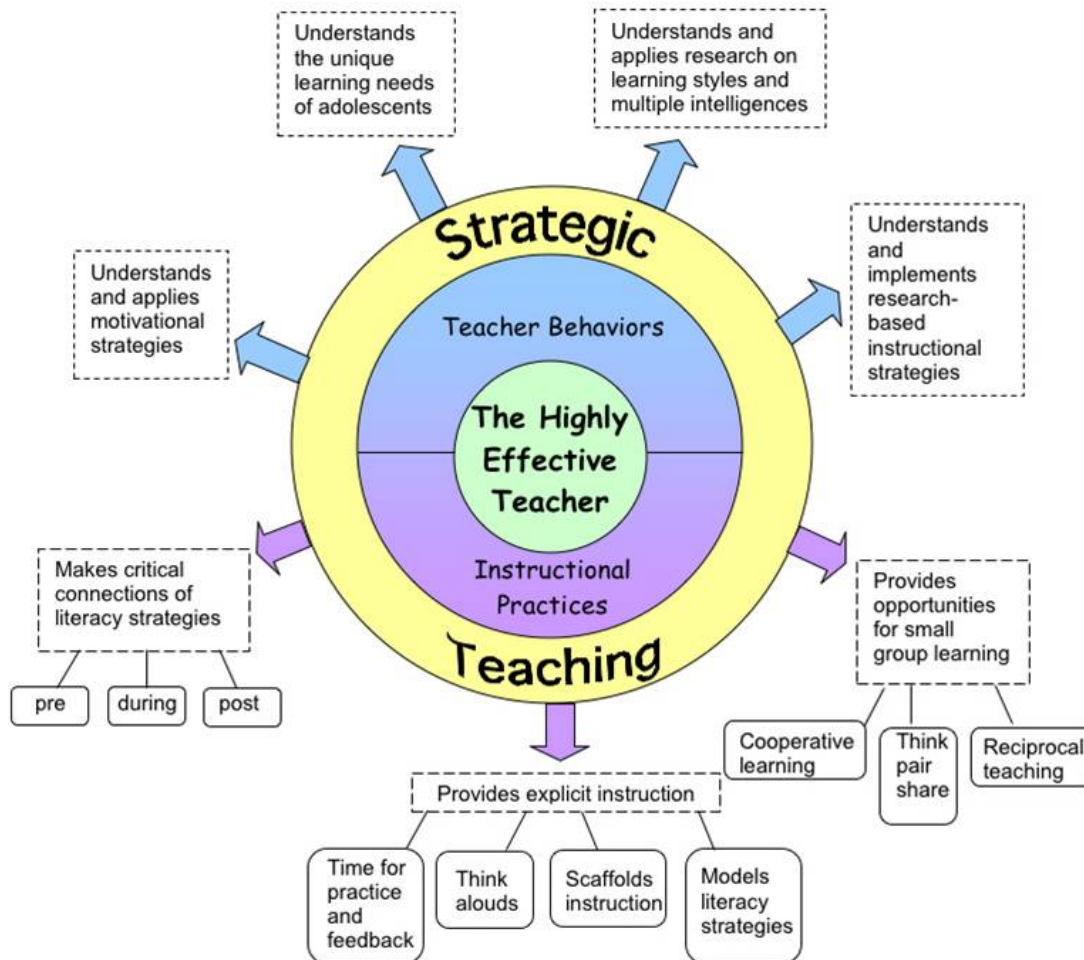 Understands
the unique
learning needs
of adolescents
Understands and
applies research on
learning styles and
multiple intelligences
Understands
and applies
motivational
strategies
Understands
and
implements
research-
based
instructional
strategies
Strategic
Teacher Behaviors
The Highly
Effective
Teacher
Instructional
Practices
Teaching
Makes critical
connections of
literacy strategies
pre
during
post
Provides explicit instruction
Time for
practice
and
feedback
Think
alouds
Scaffolds
instruction
Models
literacy
strategies
Provides
opportunities
for small
group learning
Cooperative
learning
Think
pair
share
Reciprocal
teaching